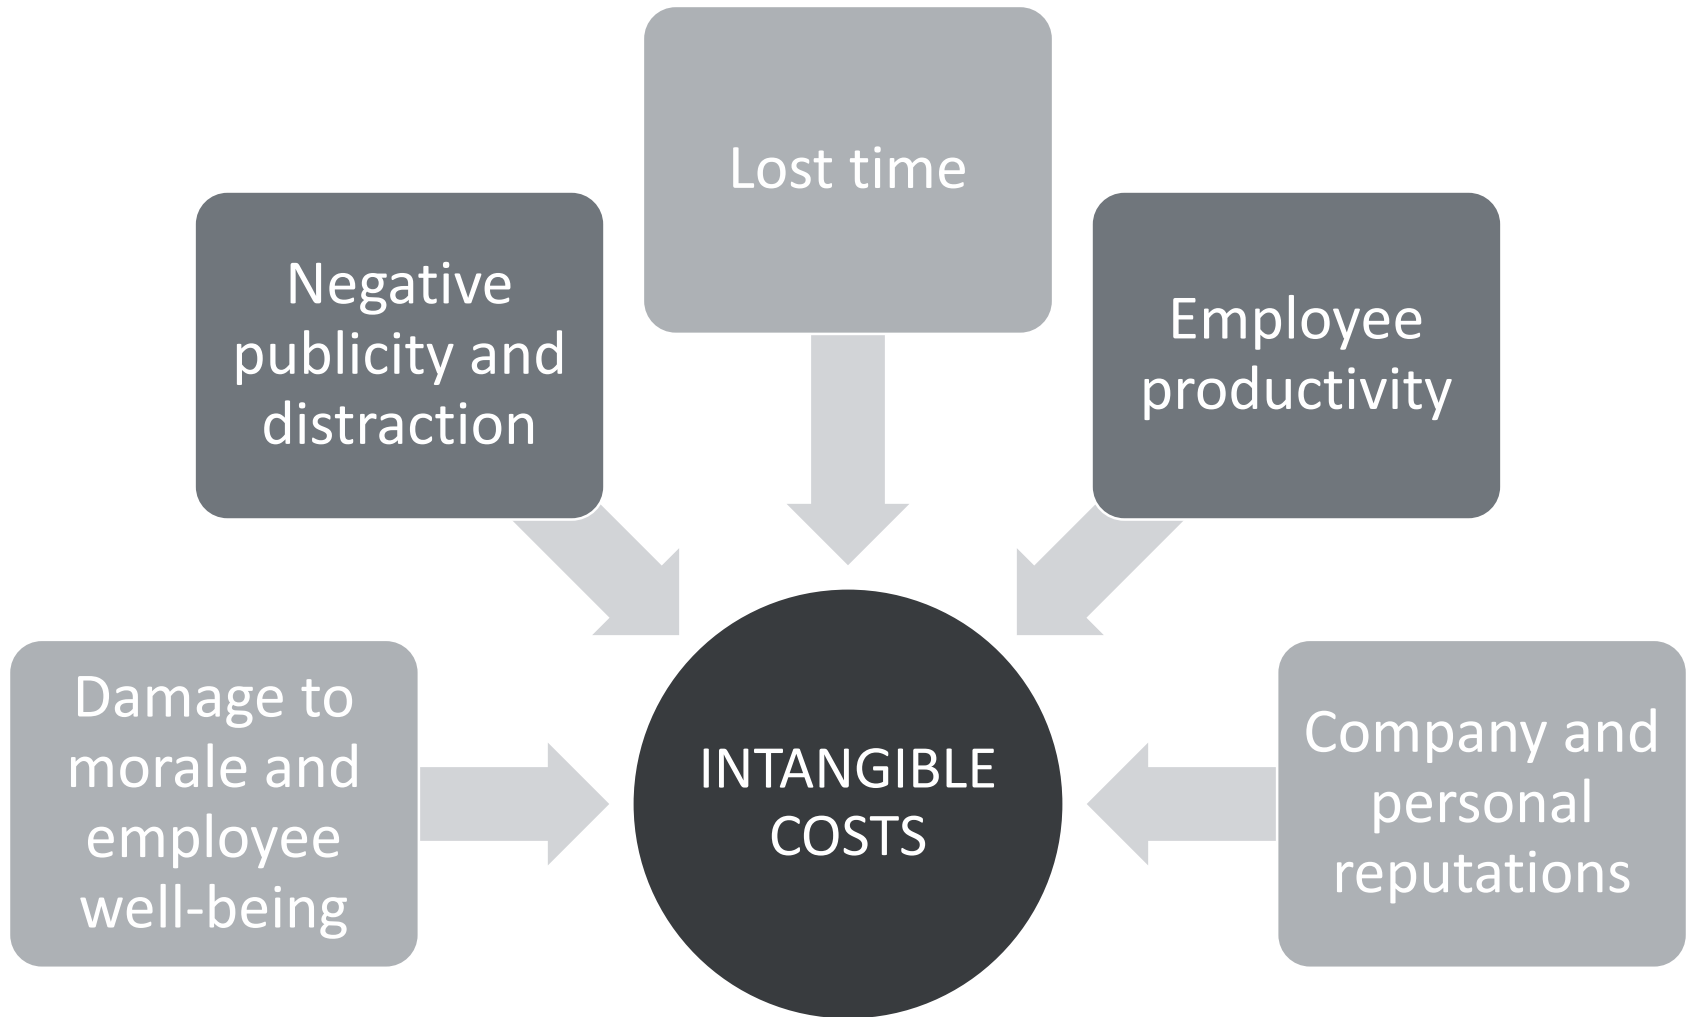 Lost time
Negative
publicity and
distraction
Employee
productivity
Damage to
morale and
employee
well-being
INTANGIBLE
COSTS
Company and
personal
reputations